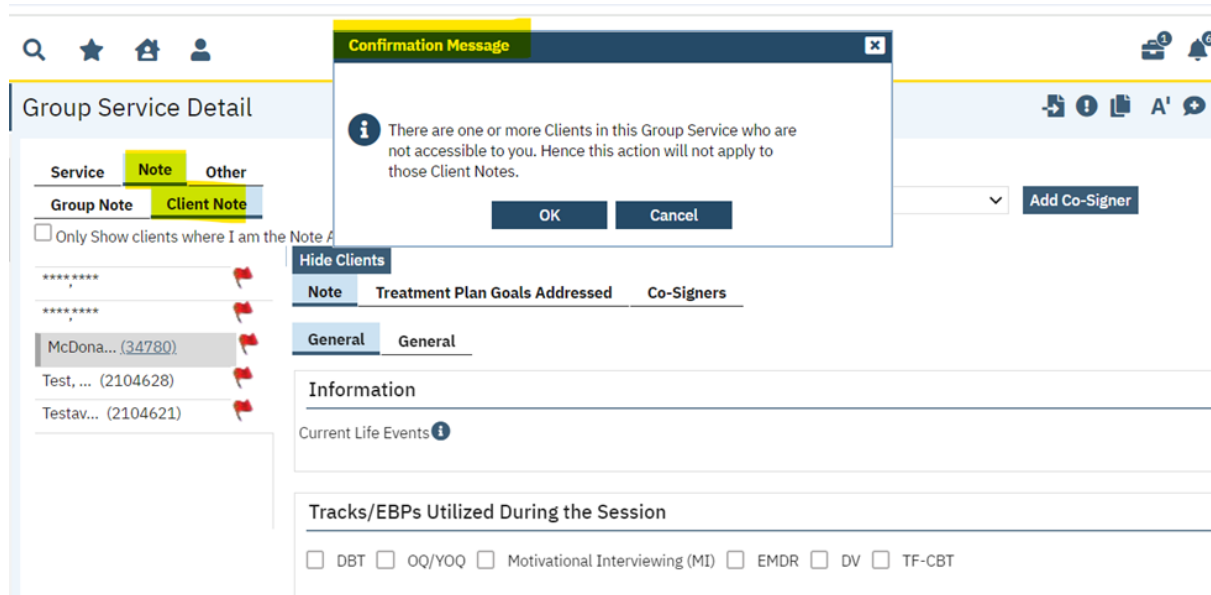 Confirmation Message
1
6
Group Service Detail
A'
There are one or more Clients in this Group Service who are
not accessible to you. Hence this action will not apply to
those Client Notes.
OK Cancel
Service Note Other
Group Note Client Note
Add Co-Signer
Only Show clients where I am the Note A
Hide Clients
****,****
****,****
McDona... (34780)
Test, ... (2104628)
Testav... (2104621)
Note Treatment Plan Goals Addressed Co-Signers
General General
Information
Current Life Events
Tracks/EBPs Utilized During the Session
DBT OQ/YOQ Motivational Interviewing (MI) EMDR DV TF-CBT